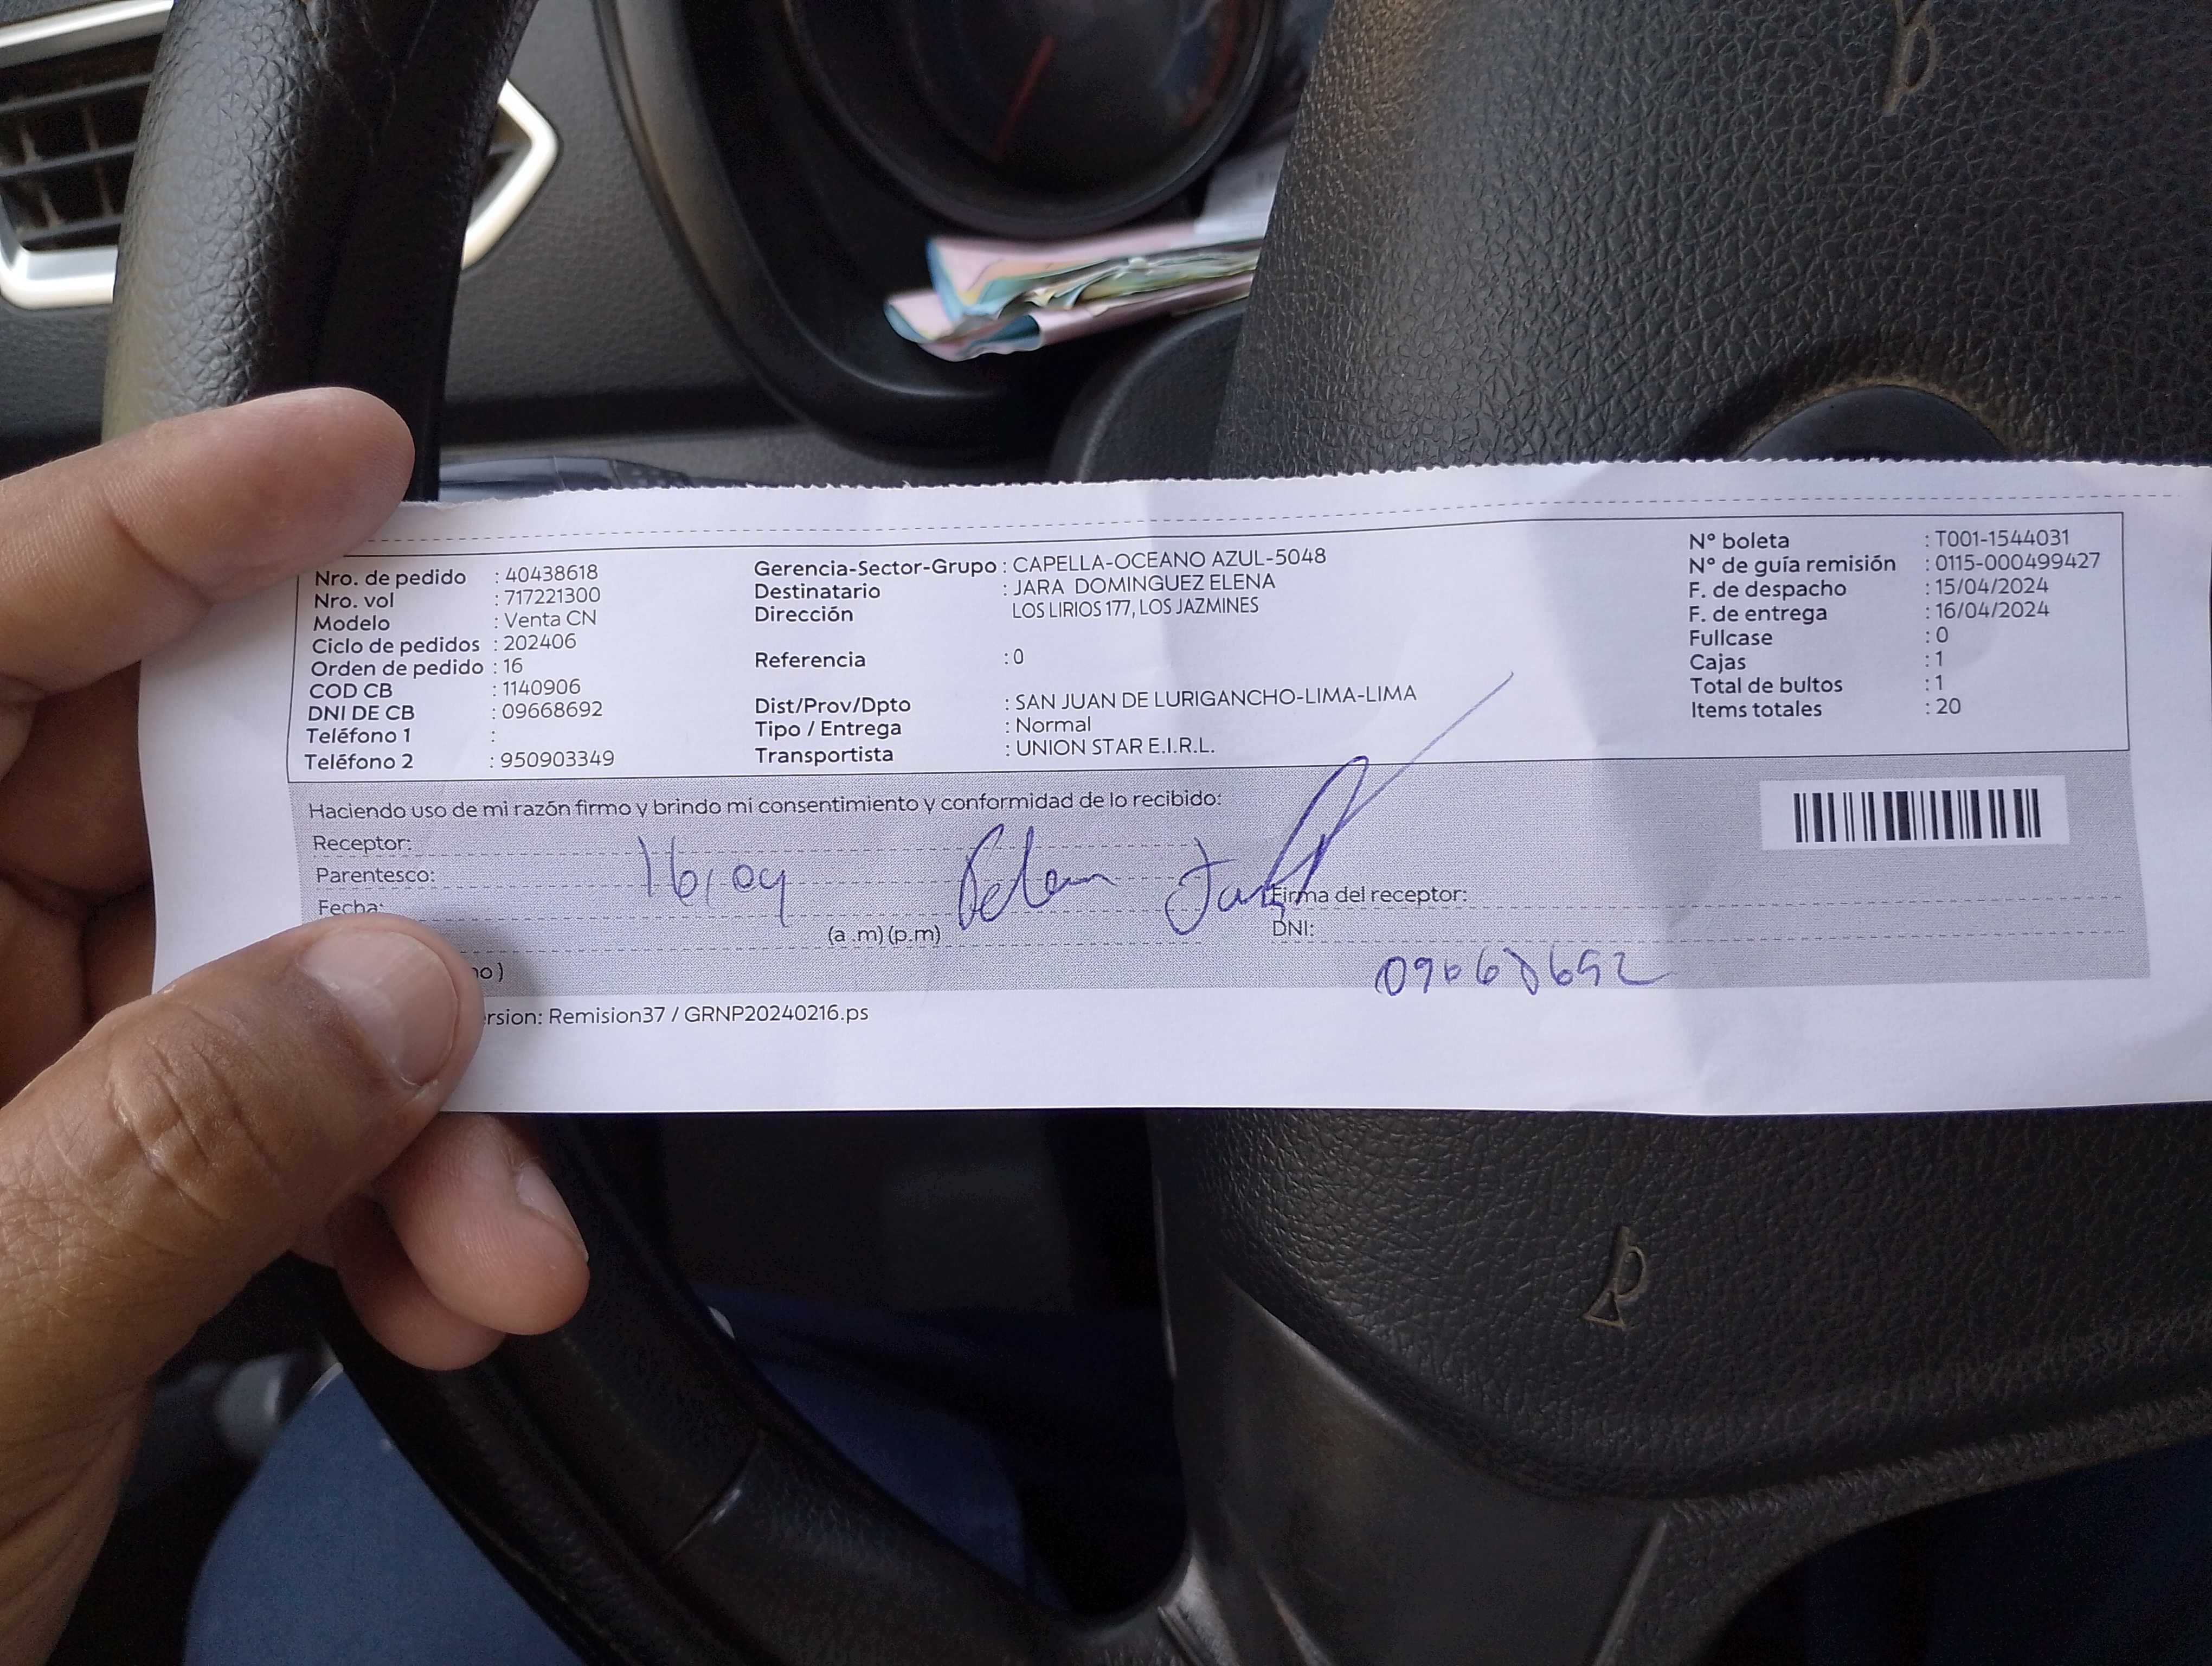 Nro. de pedido : 40438618
Nro. vol : 717221300
Modelo : Venta CN
Ciclo de pedidos : 202406
Orden de pedido : 16
COD CB : 1140906
DNI DE CB : 09668692
Teléfono 1 :
Teléfono 2 : 950903349
Gerencia-Sector-Grupo : CAPELLA-OCEANO AZUL-5048
Destinatario : JARA DOMINGUEZ ELENA
Dirección LOS LIRIOS 177, LOS JAZMINES
Referencia : 0
Dist/Prov/Dpto : SAN JUAN DE LURIGANCHO-LIMA-LIMA
Tipo / Entrega : Normal
Transportista : UNION STAR E.I.R.L.
N° boleta : T001-1544031
N° de guía remisión : 0115-000499427
F. de despacho : 15/04/2024
F. de entrega : 16/04/2024
Fullcase : 0
Cajas : 1
Total de bultos : 1
Items totales : 20
Haciendo uso de mi razón firmo y brindo mi consentimiento y conformidad de lo recibido:
Receptor:
Parentesco:
16/04
Fecha:
(a .m) (p.m)
Firma del receptor:
DNI:
09668692
no )
rsion: Remision37 / GRNP20240216.ps